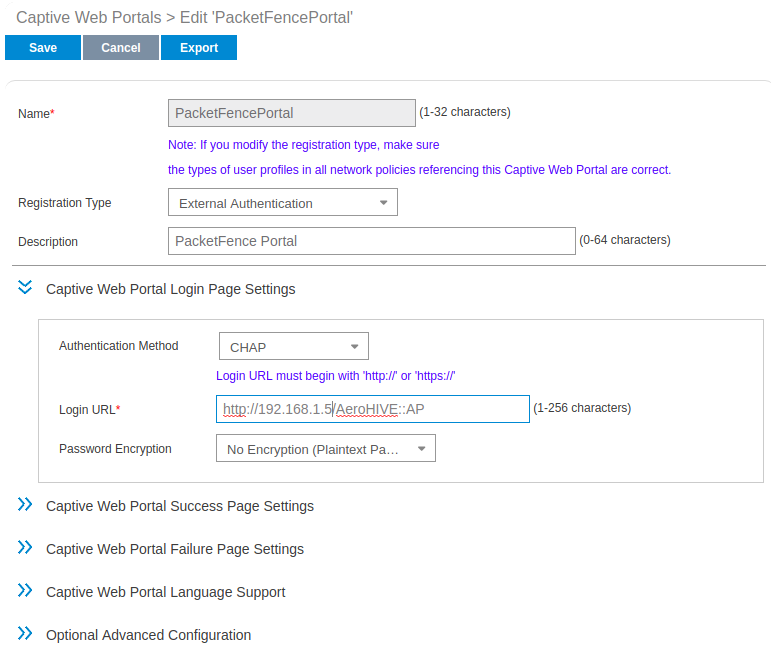 Captive Web Portals > Edit 'PacketFencePortal'
Save Cancel Export
Name* PacketFencePortal (1-32 characters)
Note: If you modify the registration type, make sure
the types of user profiles in all network policies referencing this Captive Web Portal are correct.
Registration Type External Authentication
Description PacketFence Portal (0-64 characters)
Captive Web Portal Login Page Settings
Authentication Method CHAP
Login URL must begin with 'http://' or 'https://'
Login URL* http://192.168.1.5/AeroHIVE::AP (1-256 characters)
Password Encryption No Encryption (Plaintext Pa...
Captive Web Portal Success Page Settings
Captive Web Portal Failure Page Settings
Captive Web Portal Language Support
Optional Advanced Configuration